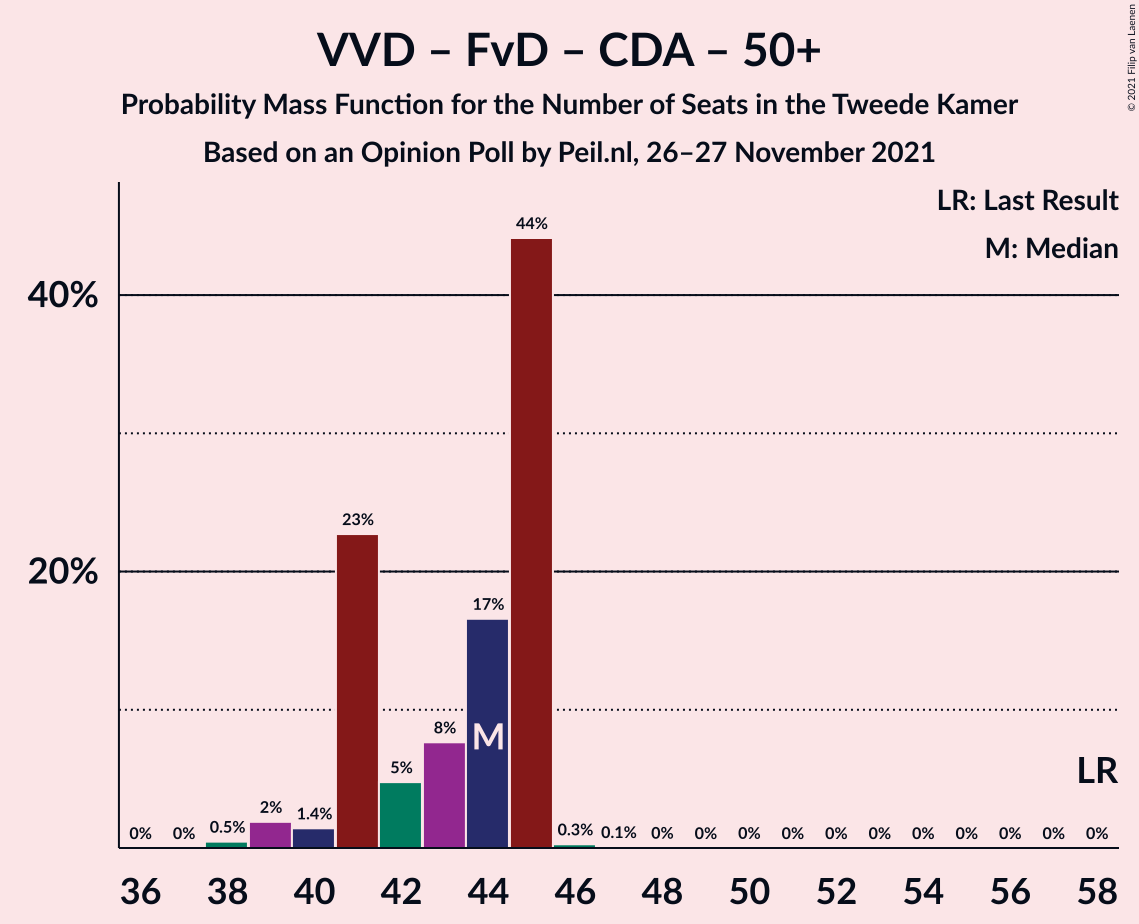 VVD – FvD – CDA – 50+
Probability Mass Function for the Number of Seats in the Tweede Kamer
Based on an Opinion Poll by Peil.nl, 26–27 November 2021
© 2021 Filip van Laenen
LR: Last Result
M: Median
40%
20%
0% 0% 0.5% 2% 1.4% 23% 5% 8% 17% 44% 0.3% 0.1% 0% 0% 0% 0% 0% 0% 0% 0% 0% 0% 0%
M
LR
36 38 40 42 44 46 48 50 52 54 56 58